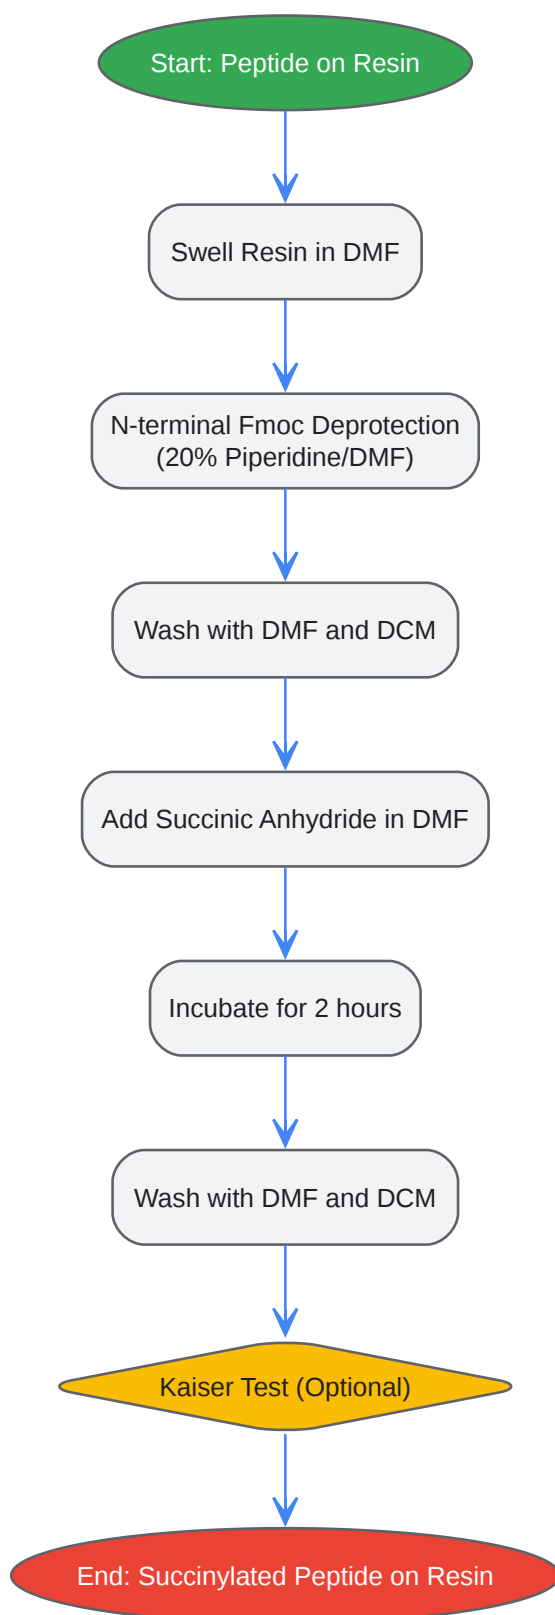 Start: Peptide on Resin
Swell Resin in DMF
N-terminal Fmoc Deprotection
(20% Piperidine/DMF)
Wash with DMF and DCM
Add Succinic Anhydride in DMF
Incubate for 2 hours
Wash with DMF and DCM
Kaiser Test (Optional)
End: Succinylated Peptide on Resin